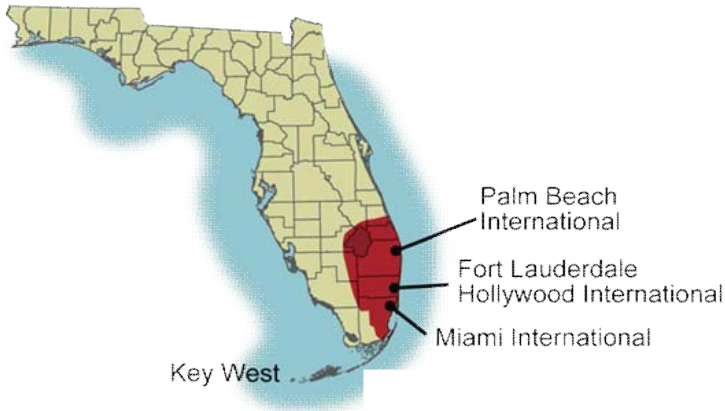 Palm Beach
International
Fort Lauderdale
Hollywood International
Miami International
Key West